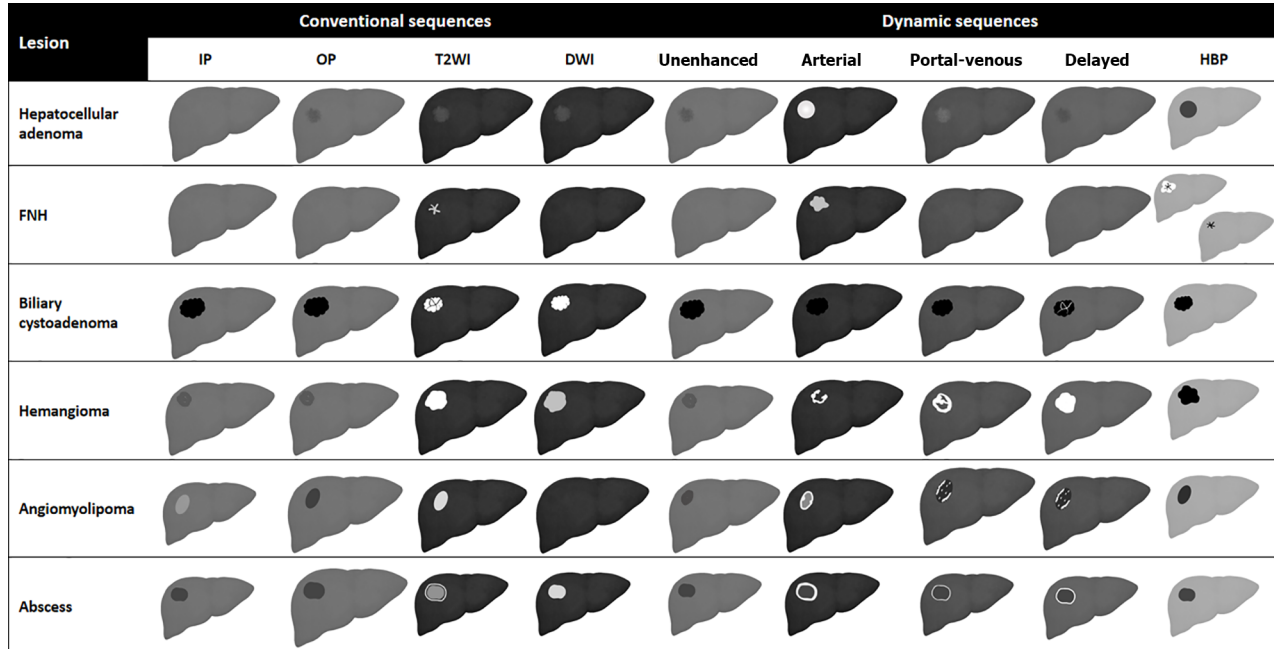 Lesion
Conventional sequences
Dynamic sequences
IP
OP
T2WI
DWI
Unenhanced
Arterial
Portal-venous
Delayed
HBP
Hepatocellular
adenoma
FNH
Biliary
cystoadenoma
Hemangioma
Angiomyolipoma
Abscess